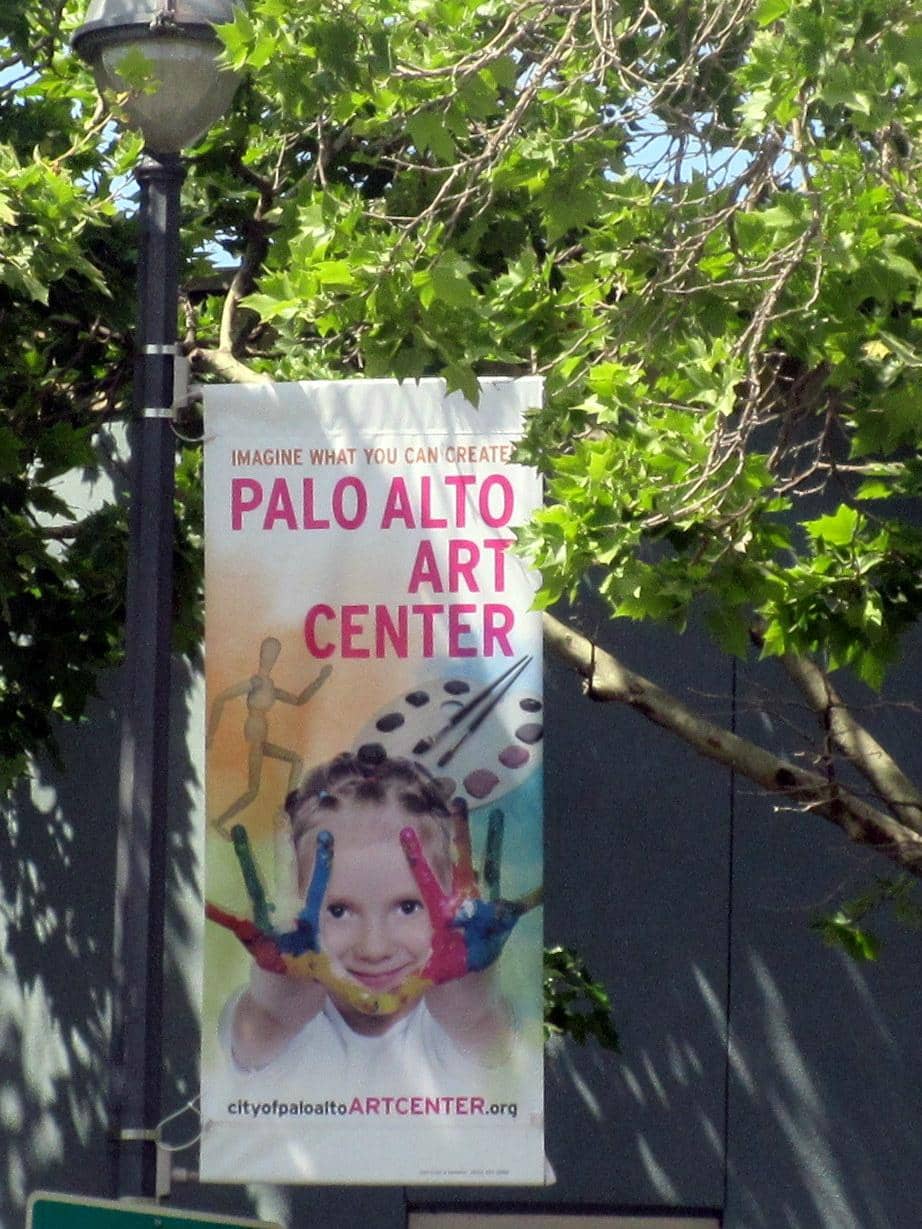 IMAGINE WHAT YOU CAN CREATE
PALO ALTO
ART
CENTER
cityofpaloaltoARTCENTER.org